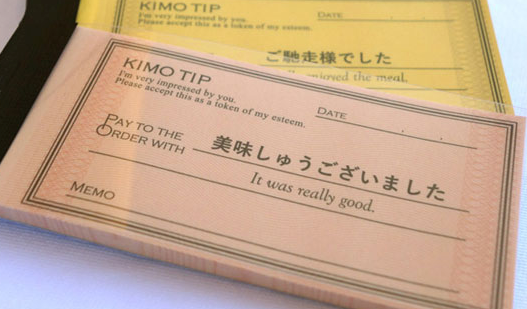 KIMO TIP
I'm very impressed by you.
Please accept this as a token of my esteem.
DATE
ご馳走様でした
enjoyed the meal.
KIMO TIP
I'm very impressed by you.
Please accept this as a token of my esteem.
DATE
PAY TO THE
ORDER WITH
美味しゅうございました
It was really good.
MEMO